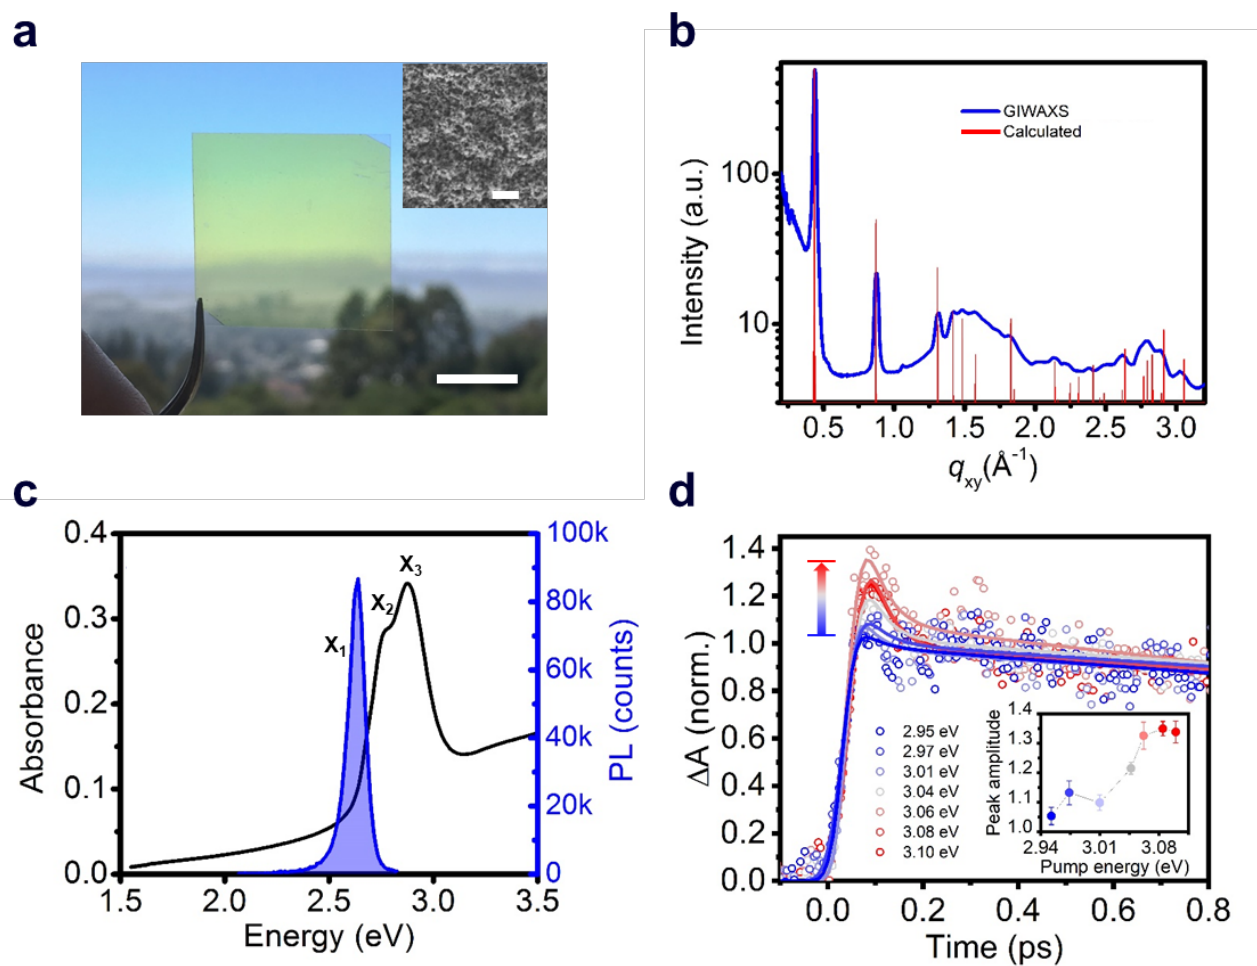 a
b
GIWAXS
Calculated
100
10
Intensity (a.u.)
0.5 1.0 1.5 2.0 2.5 3.0
qxy(Å-1)
c
0.4
0.3
0.2
0.1
0.0
Absorbance
X1
X2
X3
100k
80k
60k
40k
20k
0
PL (counts)
1.5 2.0 2.5 3.0 3.5
Energy (eV)
d
1.4
1.2
1.0
0.8
0.6
0.4
0.2
0.0
ΔA (norm.)
2.95 eV
2.97 eV
3.01 eV
3.04 eV
3.06 eV
3.08 eV
3.10 eV
1.4
1.3
1.2
1.1
1.0
Peak amplitude
2.94 3.01 3.08
Pump energy (eV)
0.0 0.2 0.4 0.6 0.8
Time (ps)